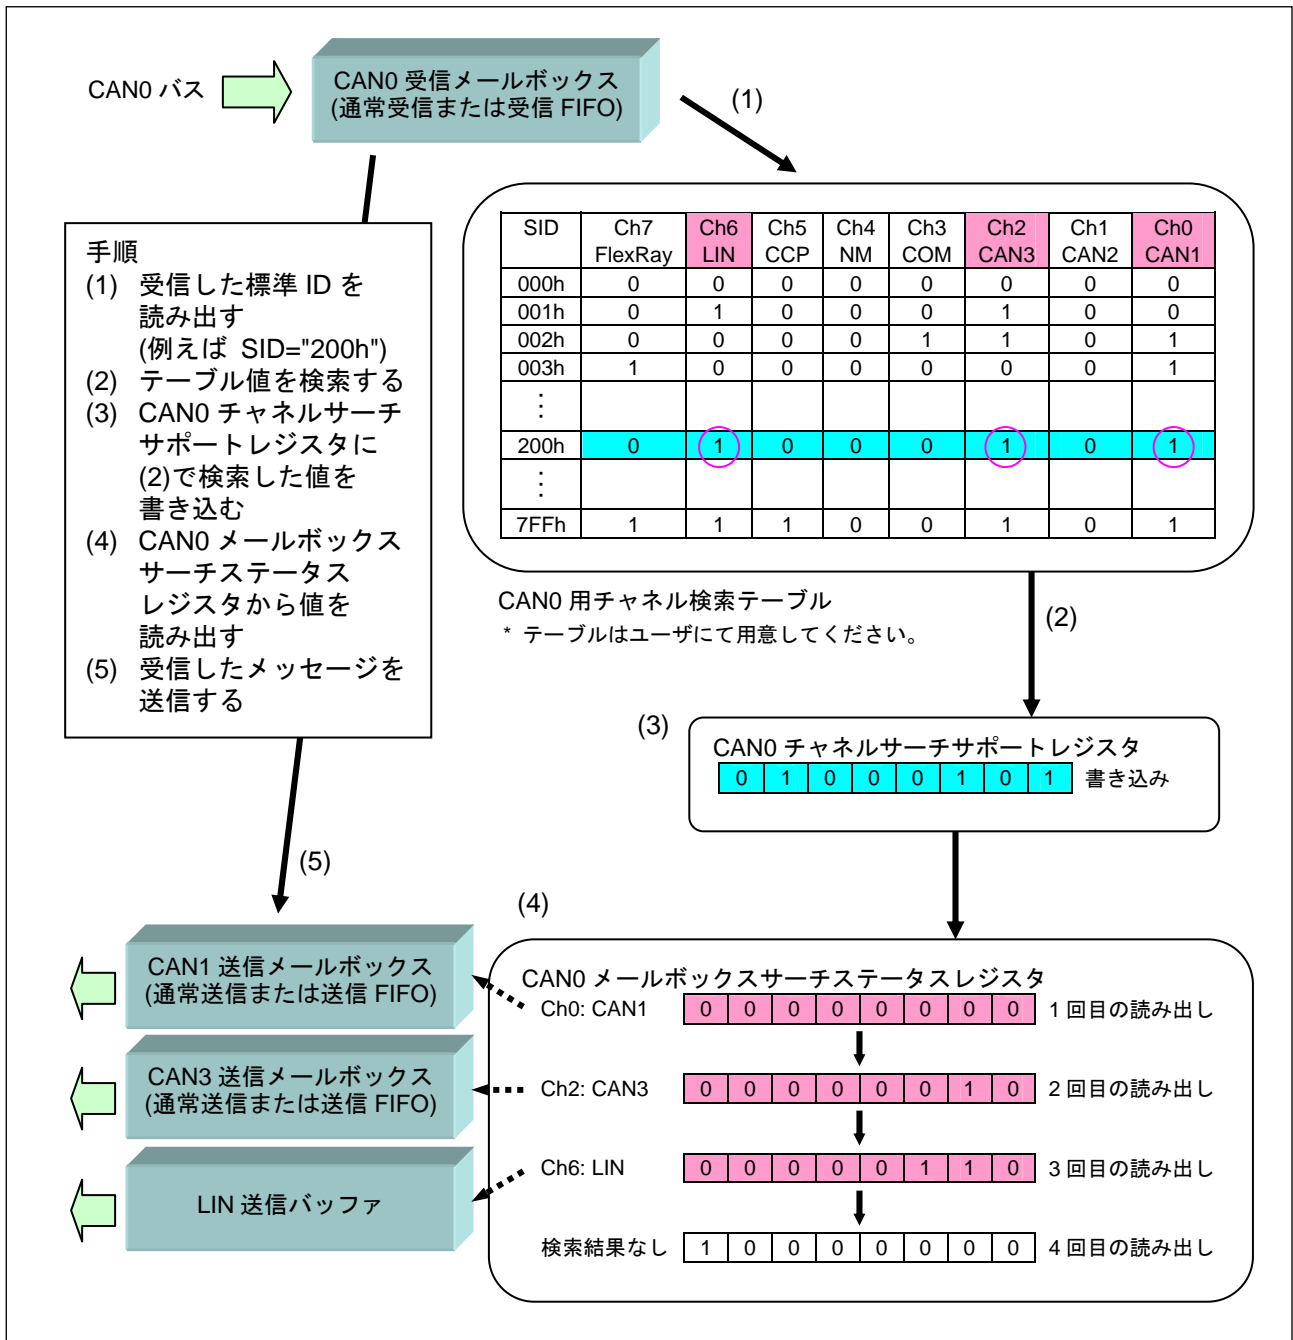 CAN0 バス
CAN0 受信メールボックス
(通常受信または受信 FIFO)
(1)
手順
(1) 受信した標準 ID を
読み出す
(例えば SID="200h")
(2) テーブル値を検索する
(3) CAN0 チャネルサーチ
サポートレジスタに
(2)で検索した値を
書き込む
(4) CAN0 メールボックス
サーチステータス
レジスタから値を
読み出す
(5) 受信したメッセージを
送信する
SID Ch7 Ch6 Ch5 Ch4 Ch3 Ch2 Ch1 Ch0
FlexRay LIN CCP NM COM CAN3 CAN2 CAN1
000h 0 0 0 0 0 0 0 0
001h 0 1 0 0 0 1 0 0
002h 0 0 0 0 1 1 0 1
003h 1 0 0 0 0 0 0 1
⋮
200h 0 1 0 0 0 1 0 1
⋮
7FFh 1 1 1 0 0 1 0 1
CAN0 用チャネル検索テーブル
* テーブルはユーザにて用意してください。
(2)
(3)
CAN0 チャネルサーチサポートレジスタ
0 1 0 0 0 1 0 1 書き込み
(5)
(4)
CAN1 送信メールボックス
(通常送信または送信 FIFO)
CAN3 送信メールボックス
(通常送信または送信 FIFO)
LIN 送信バッファ
CAN0 メールボックスサーチステータスレジスタ
Ch0: CAN1 0 0 0 0 0 0 0 0 1 回目の読み出し
Ch2: CAN3 0 0 0 0 0 0 1 0 2 回目の読み出し
Ch6: LIN 0 0 0 0 0 1 1 0 3 回目の読み出し
検索結果なし 1 0 0 0 0 0 0 0 4 回目の読み出し